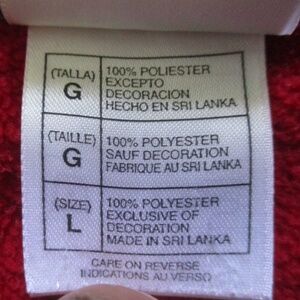 (TALLA)
G
100% POLIESTER
EXCEPTO
DECORACION
HECHO EN SRI LANKA
(TAILLE)
G
100% POLYESTER
SAUF DECORATION
FABRIQUE AU SRI LANKA
(SIZE)
L
100% POLYESTER
EXCLUSIVE OF
DECORATION
MADE IN SRI LANKA
CARE ON REVERSE
INDICATIONS AU VERSO